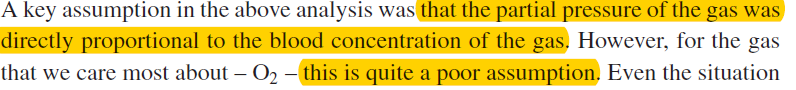 A key assumption in the above analysis was that the partial pressure of the gas was
directly proportional to the blood concentration of the gas. However, for the gas
that we care most about – O₂ – this is quite a poor assumption. Even the situation